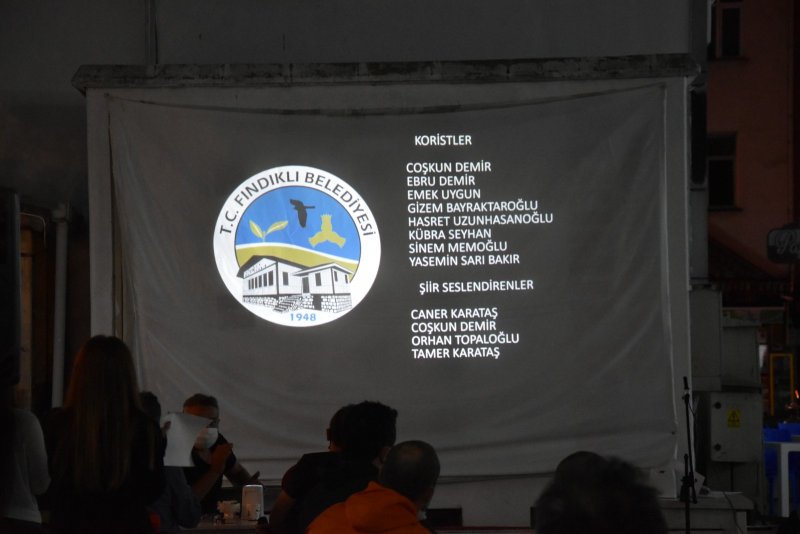 T.C. FINDIKLI BELEDİYESİ
1948
KORİSTLER
COŞKUN DEMİR
EBRU DEMİR
EMEK UYGUN
GİZEM BAYRAKTAROĞLU
HASRET UZUNHASANOĞLU
KÜBRA SEYHAN
SİNEM MEMOĞLU
YASEMİN SARI BAKIR
ŞİİR SESLENDİRENLER
CANER KARATAŞ
COŞKUN DEMİR
ORHAN TOPALOĞLU
TAMER KARATAŞ